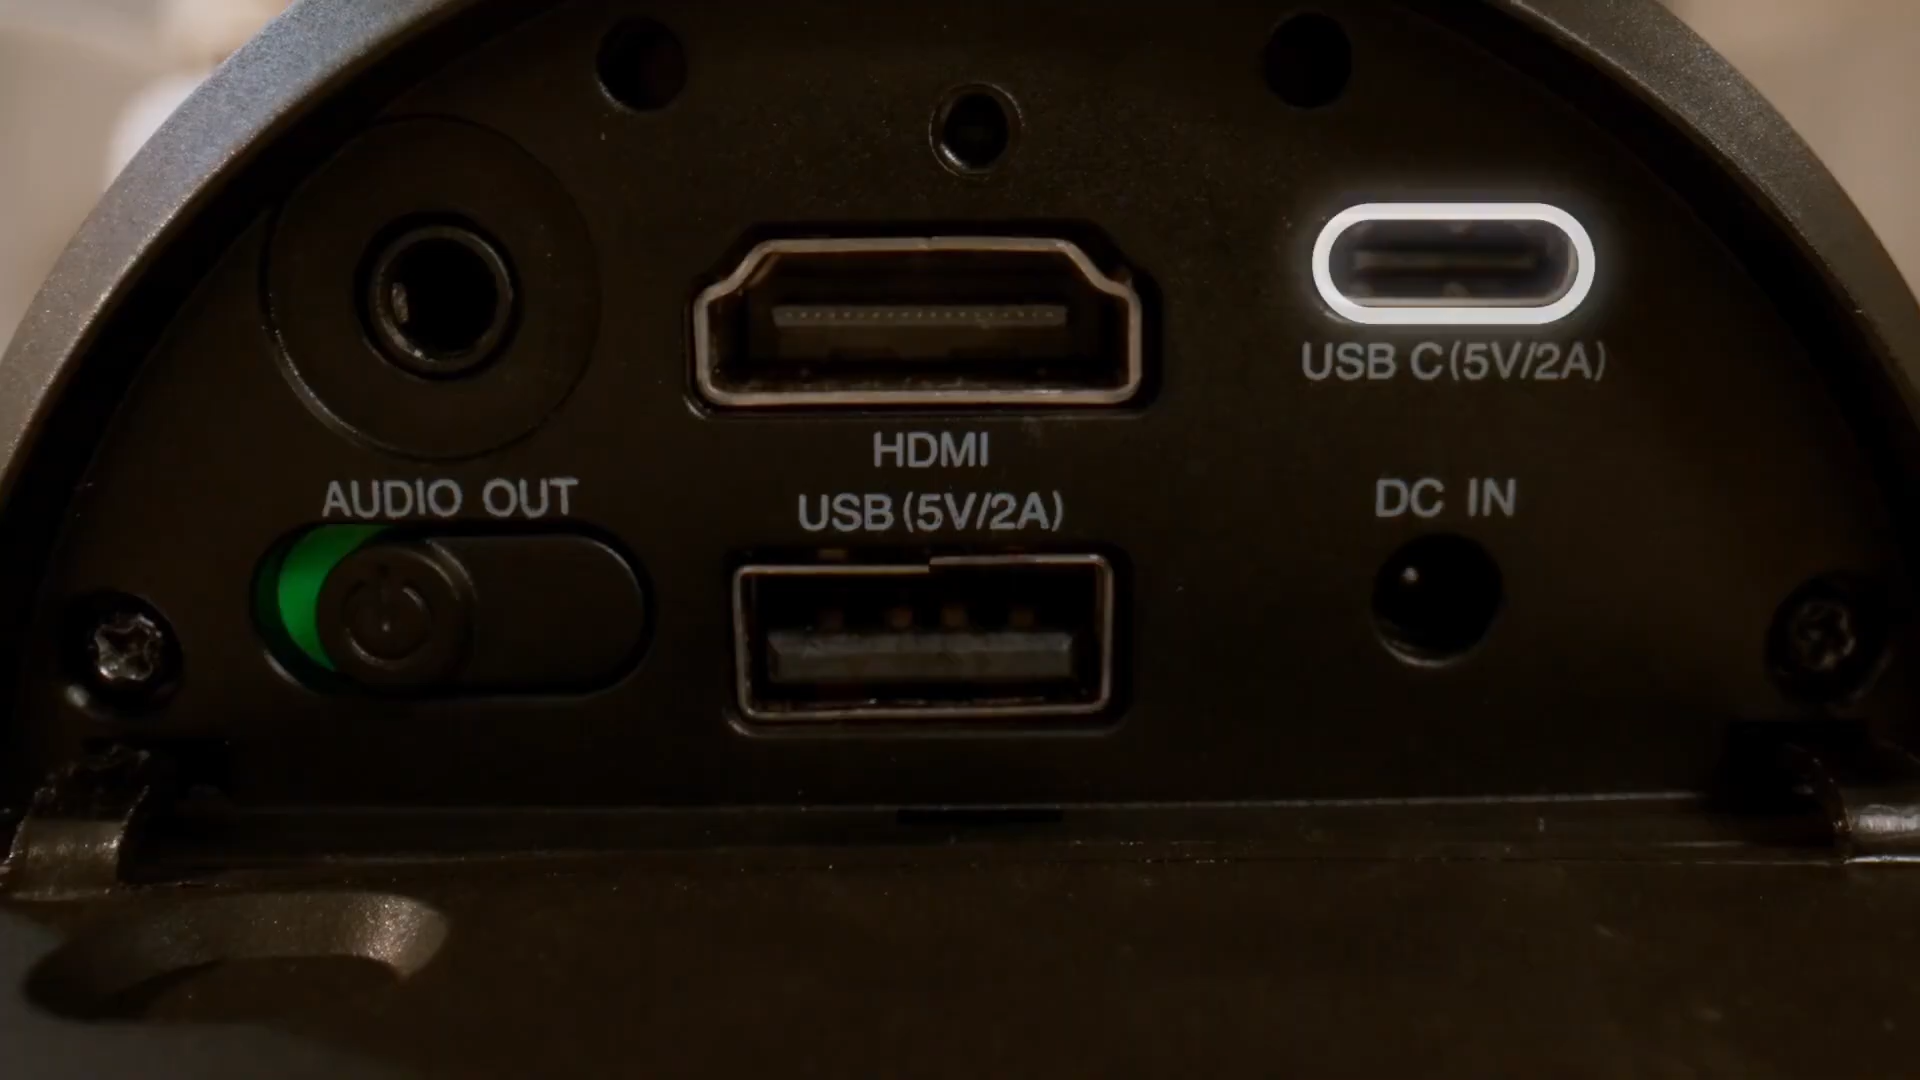 USB C(5V/2A)
HDMI
AUDIO OUT
USB(5V/2A)
DC IN